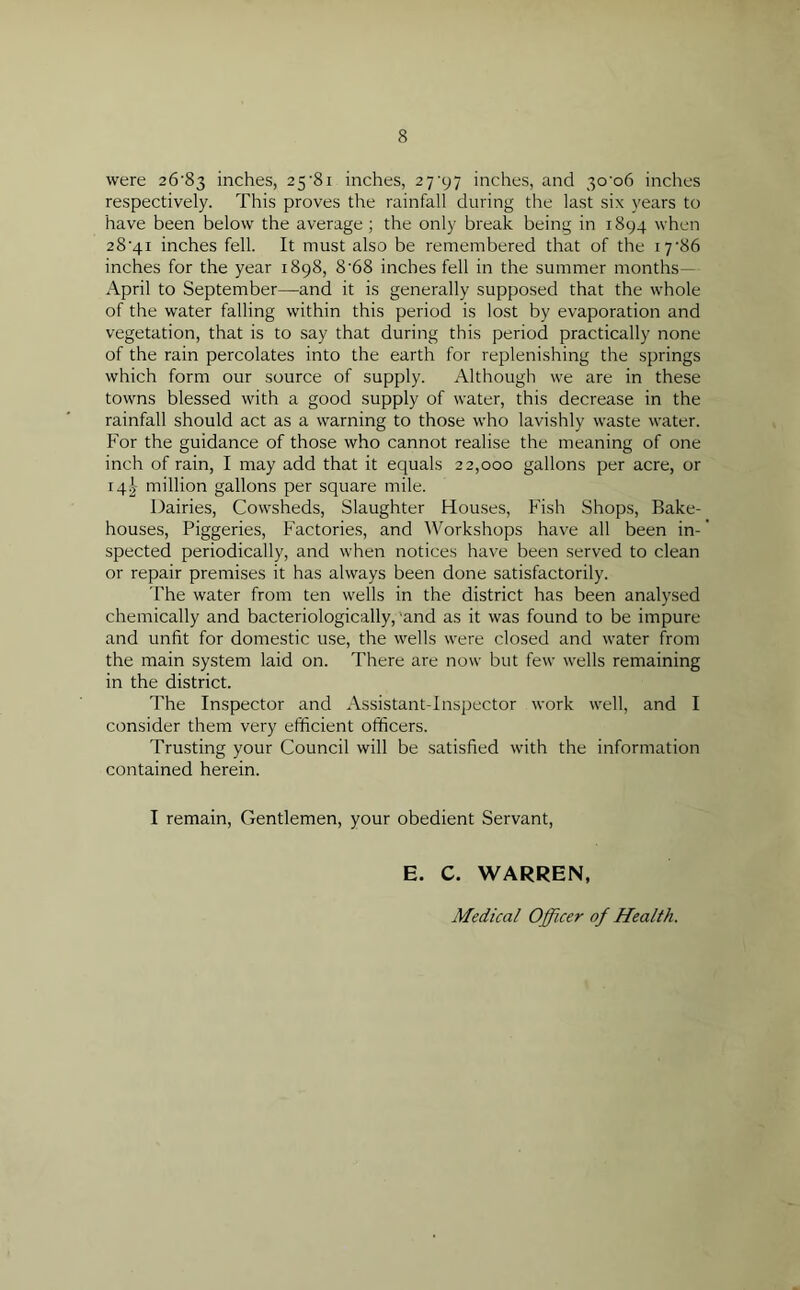 8
were 26·83 inches, 25·81 inches, 27·97 inches, and 30·06 inches
respectively. This proves the rainfall during the last six years to
have been below the average ; the only break being in 1894 when
28·41 inches fell. It must also be remembered that of the 17·86
inches for the year 1898, 8·68 inches fell in the summer months—
April to September—and it is generally supposed that the whole
of the water falling within this period is lost by evaporation and
vegetation, that is to say that during this period practically none
of the rain percolates into the earth for replenishing the springs
which form our source of supply. Although we are in these
towns blessed with a good supply of water, this decrease in the
rainfall should act as a warning to those who lavishly waste water.
For the guidance of those who cannot realise the meaning of one
inch of rain, I may add that it equals 22,000 gallons per acre, or
14½ million gallons per square mile.
Dairies, Cowsheds, Slaughter Houses, Fish Shops, Bake-
houses, Piggeries, Factories, and Workshops have all been in-
spected periodically, and when notices have been served to clean
or repair premises it has always been done satisfactorily.
The water from ten wells in the district has been analysed
chemically and bacteriologically, and as it was found to be impure
and unfit for domestic use, the wells were closed and water from
the main system laid on. There are now but few wells remaining
in the district.
The Inspector and Assistant-Inspector work well, and I
consider them very efficient officers.
Trusting your Council will be satisfied with the information
contained herein.
I remain, Gentlemen, your obedient Servant,
E. C. WARREN,
Medical Officer of Health.